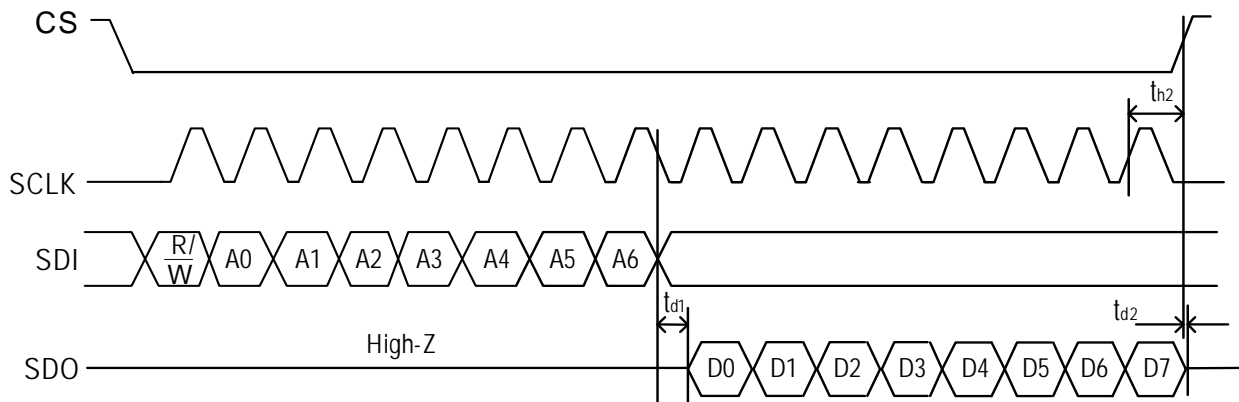 CS
th2
SCLK
SDI R/W A0 A1 A2 A3 A4 A5 A6
td1
td2
High-Z
SDO D0 D1 D2 D3 D4 D5 D6 D7